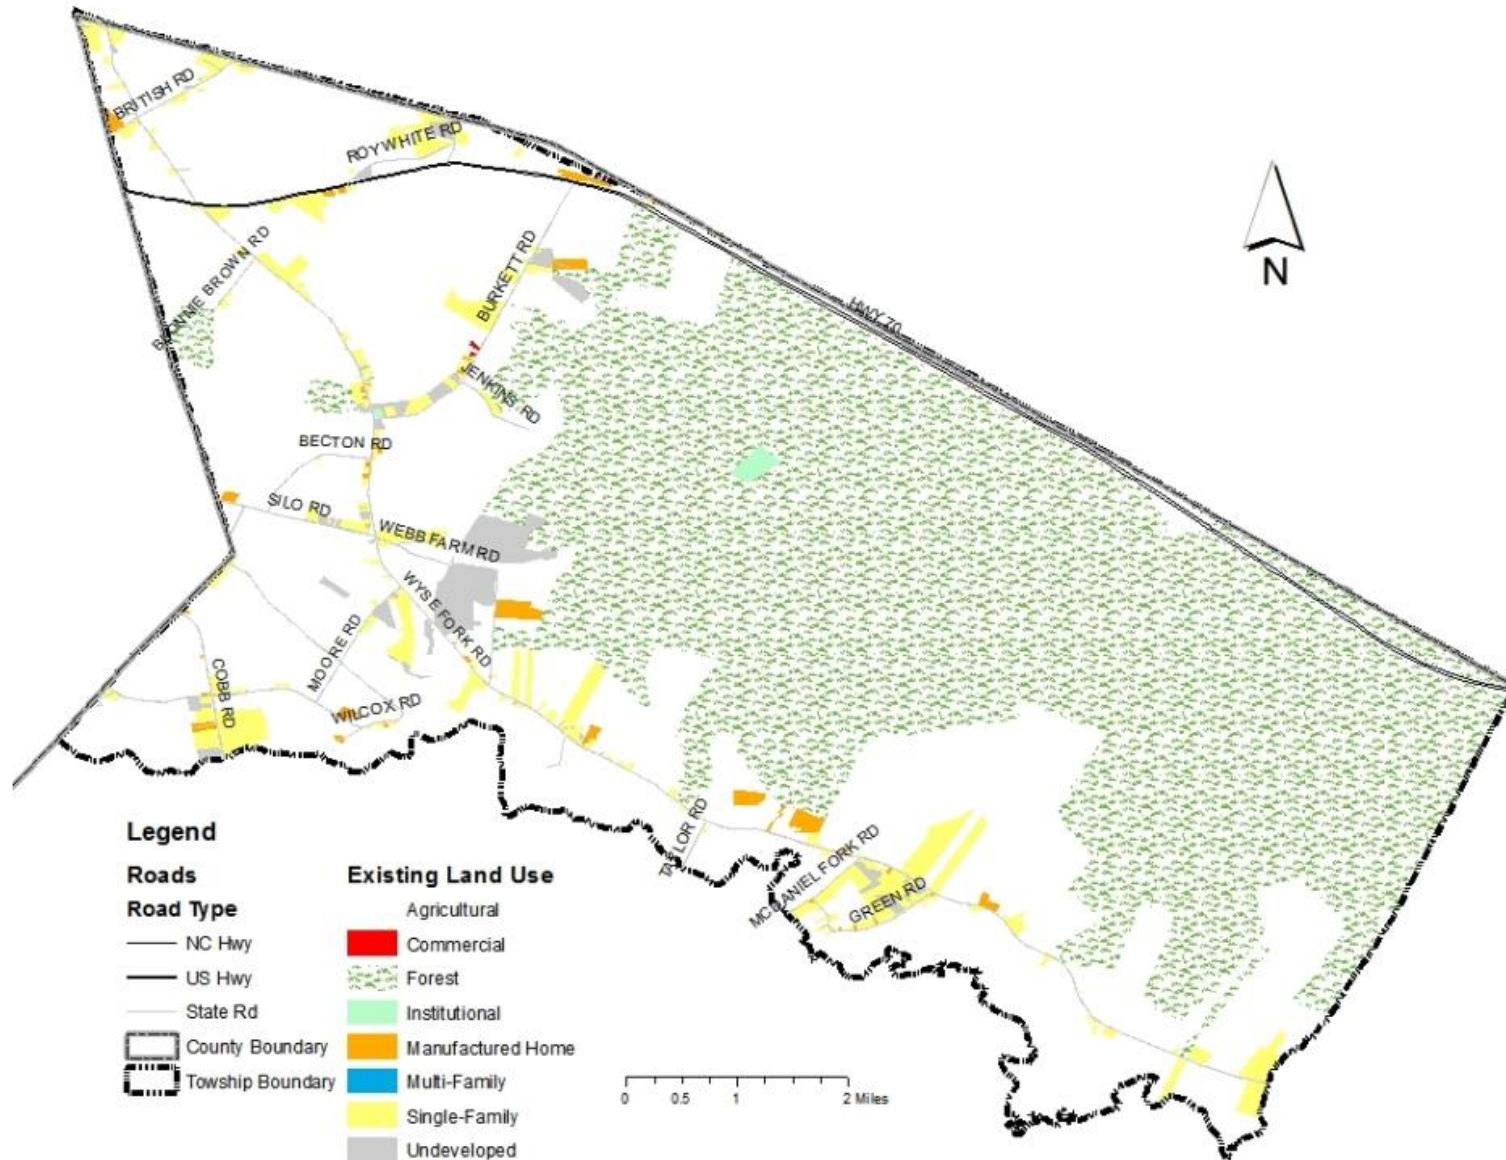 BRITISH RD
ROY WHITE RD
BURKETT RD
HWY 70
N
JENKINS RD
BECTON RD
SILO RD
WEBB FARM RD
WYSE FORK RD
MOORE RD
COBB RD
WILCOX RD
TAYLOR RD
MCDANIEL FORK RD
GREEN RD
BROWN RD
Legend
Roads
Road Type
NC Hwy
US Hwy
State Rd
County Boundary
Towship Boundary
Existing Land Use
Agricultural
Commercial
Forest
Institutional
Manufactured Home
Multi-Family
Single-Family
Undeveloped
0 0.5 1 2 Miles